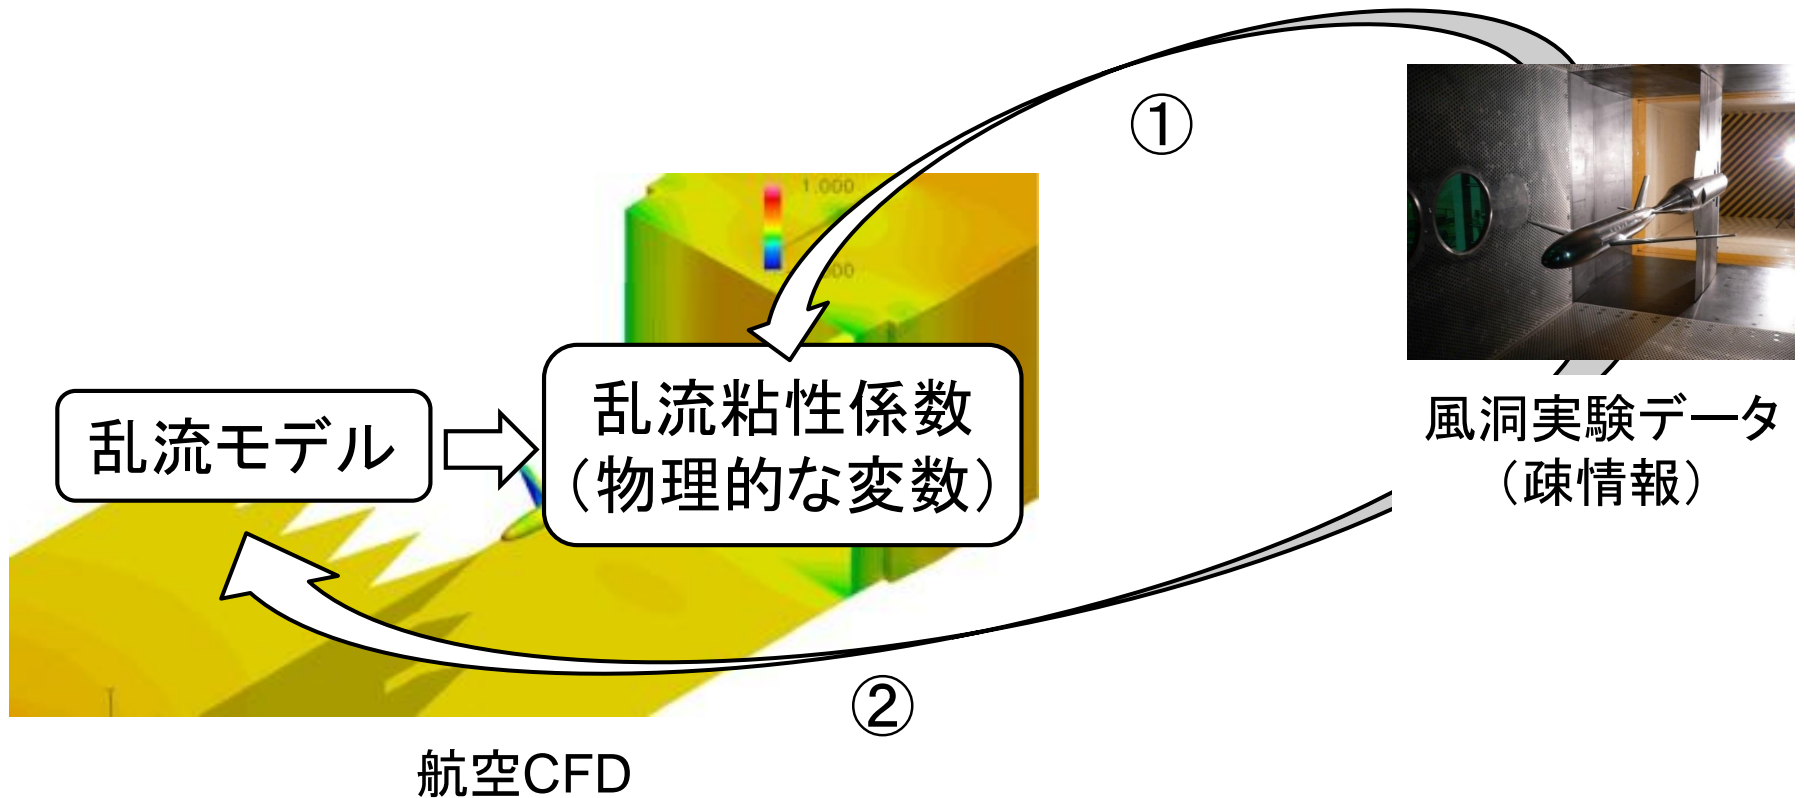 ①
1.000
乱流モデル
乱流粘性係数
（物理的な変数）
風洞実験データ
（疎情報）
②
航空CFD